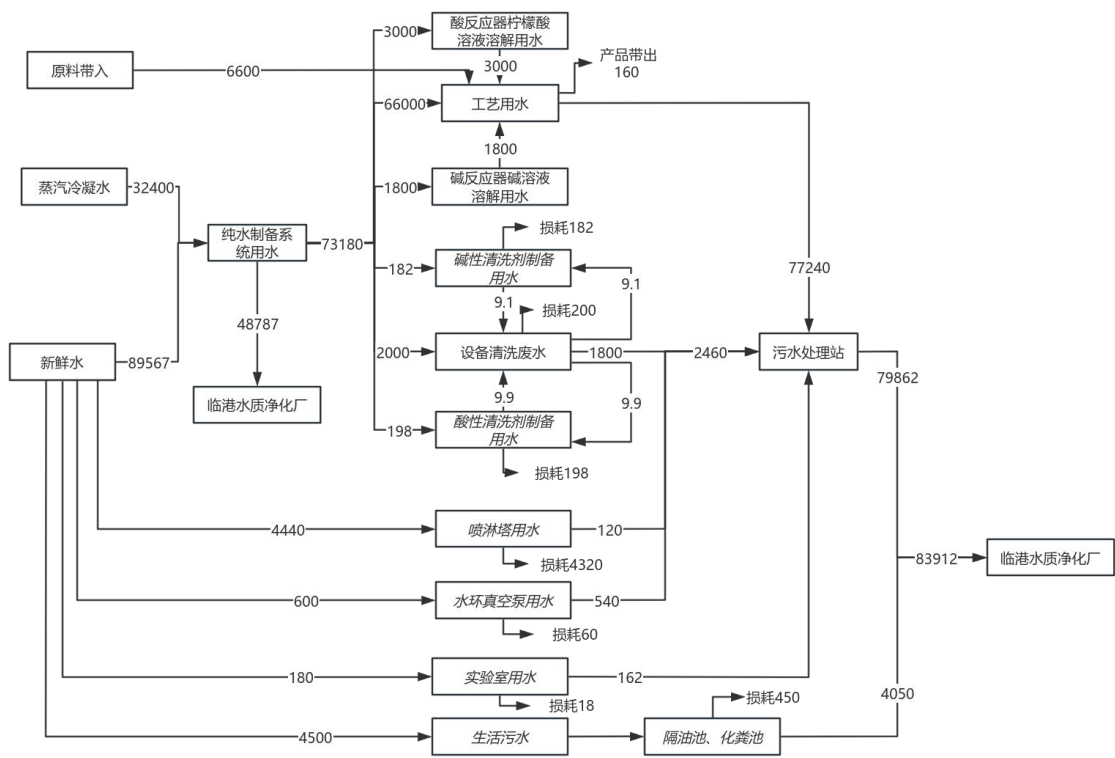 酸反应器柠檬酸
溶液溶解用水
3000
产品带出
160
原料带入
6600
3000
66000
工艺用水
1800
碱反应器碱溶液
溶解用水
1800
蒸汽冷凝水
32400
纯水制备系
统用水
73180
损耗182
182
碱性清洗剂制备
用水
9.1
9.1
77240
48787
损耗200
新鲜水
89567
2000
设备清洗废水
1800
2460
污水处理站
79862
临港水质净化厂
9.9
9.9
198
酸性清洗剂制备
用水
损耗198
4440
喷淋塔用水
120
损耗4320
83912
临港水质净化厂
600
水环真空泵用水
540
损耗60
180
实验室用水
162
损耗18
4050
损耗450
4500
生活污水
隔油池、化粪池